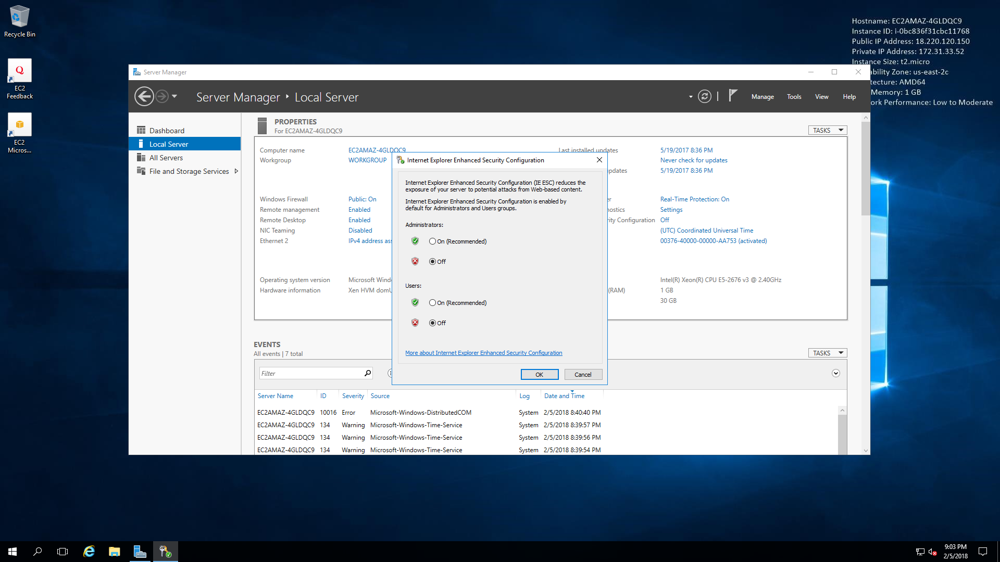 Recycle Bin
EC2
Feedback
EC2
Micros...
Hostname: EC2AMAZ-4GLDQC9
Instance ID: i-0bc836f31cbc11768
Public IP Address: 18.220.120.150
Private IP Address: 172.31.33.52
Instance Size: t2.micro
ability Zone: us-east-2c
tecture: AMD64
Memory: 1 GB
ork Performance: Low to Moderate
Server Manager
Server Manager Local Server
Manage Tools View Help
Dashboard
Local Server
All Servers
File and Storage Services
PROPERTIES
For EC2AMAZ-4GLDQC9
TASKS
Computer name EC2AMAZ-4GLDQC9 Last installed updates 5/19/2017 8:36 PM
Workgroup WORKGROUP Never check for updates
updates 5/19/2017 8:36 PM
Windows Firewall Public: On Real-Time Protection: On
Remote management Enabled nostics Settings
Remote Desktop Enabled rity Configuration Off
NIC Teaming Disabled (UTC) Coordinated Universal Time
Ethernet 2 IPv4 address ass 00376-40000-00000-AA753 (activated)
Operating system version Microsoft Wind Intel(R) Xeon(R) CPU E5-2676 v3 @ 2.40GHz
Hardware information Xen HVM domU (RAM) 1 GB
30 GB
Internet Explorer Enhanced Security Configuration
Internet Explorer Enhanced Security Configuration (IE ESC) reduces the
exposure of your server to potential attacks from Web-based content.
Internet Explorer Enhanced Security Configuration is enabled by
default for Administrators and Users groups.
Administrators:
On (Recommended)
Off
Users:
On (Recommended)
Off
More about Internet Explorer Enhanced Security Configuration
OK Cancel
EVENTS
All events | 7 total
TASKS
Filter
Server Name ID Severity Source Log Date and Time
EC2AMAZ-4GLDQC9 10016 Error Microsoft-Windows-DistributedCOM System 2/5/2018 8:40:40 PM
EC2AMAZ-4GLDQC9 134 Warning Microsoft-Windows-Time-Service System 2/5/2018 8:39:57 PM
EC2AMAZ-4GLDQC9 134 Warning Microsoft-Windows-Time-Service System 2/5/2018 8:39:56 PM
EC2AMAZ-4GLDQC9 134 Warning Microsoft-Windows-Time-Service System 2/5/2018 8:39:54 PM
9:03 PM
2/5/2018